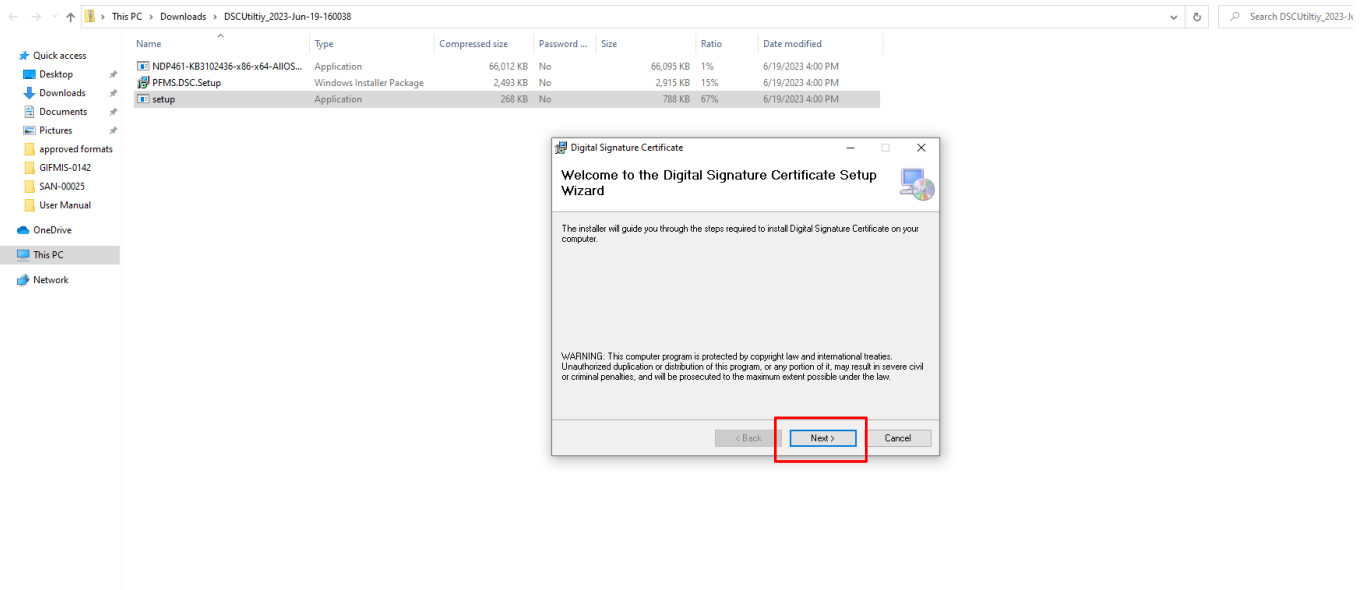 This PC > Downloads > DSCUtiltiy_2023-Jun-19-160038
Search DSCUtiltiy_2023-Ju
Name Type Compressed size Password ... Size Ratio Date modified
NDP461-KB3102436-x86-x64-AllOS... Application 66,012 KB No 66,095 KB 1% 6/19/2023 4:00 PM
PFMS.DSC.Setup Windows Installer Package 2,493 KB No 2,915 KB 15% 6/19/2023 4:00 PM
setup Application 268 KB No 788 KB 67% 6/19/2023 4:00 PM
Quick access
Desktop
Downloads
Documents
Pictures
approved formats
GIFMIS-0142
SAN-00025
User Manual
OneDrive
This PC
Network
Digital Signature Certificate
Welcome to the Digital Signature Certificate Setup
Wizard
The installer will guide you through the steps required to install Digital Signature Certificate on your
computer.
WARNING: This computer program is protected by copyright law and international treaties.
Unauthorized duplication or distribution of this program, or any portion of it, may result in severe civil
or criminal penalties, and will be prosecuted to the maximum extent possible under the law.
< Back Next > Cancel